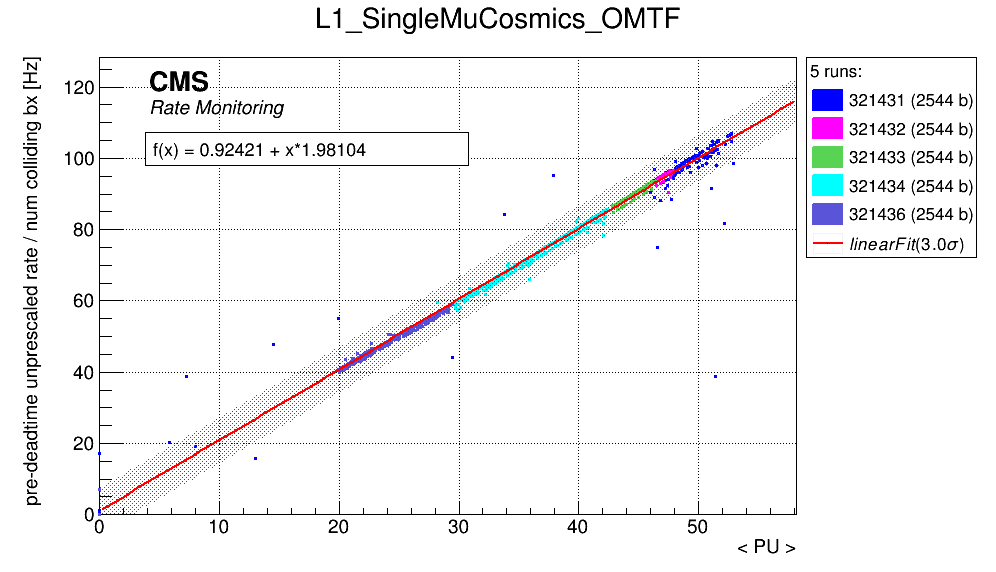 L1_SingleMuCosmics_OMTF
pre-deadtime unprescaled rate / num colliding bx [Hz]
CMS
Rate Monitoring
f(x) = 0.92421 + x*1.98104
120
100
80
60
40
20
0
0 10 20 30 40 50
< PU >
5 runs:
321431 (2544 b)
321432 (2544 b)
321433 (2544 b)
321434 (2544 b)
321436 (2544 b)
linearFit(3.0σ)